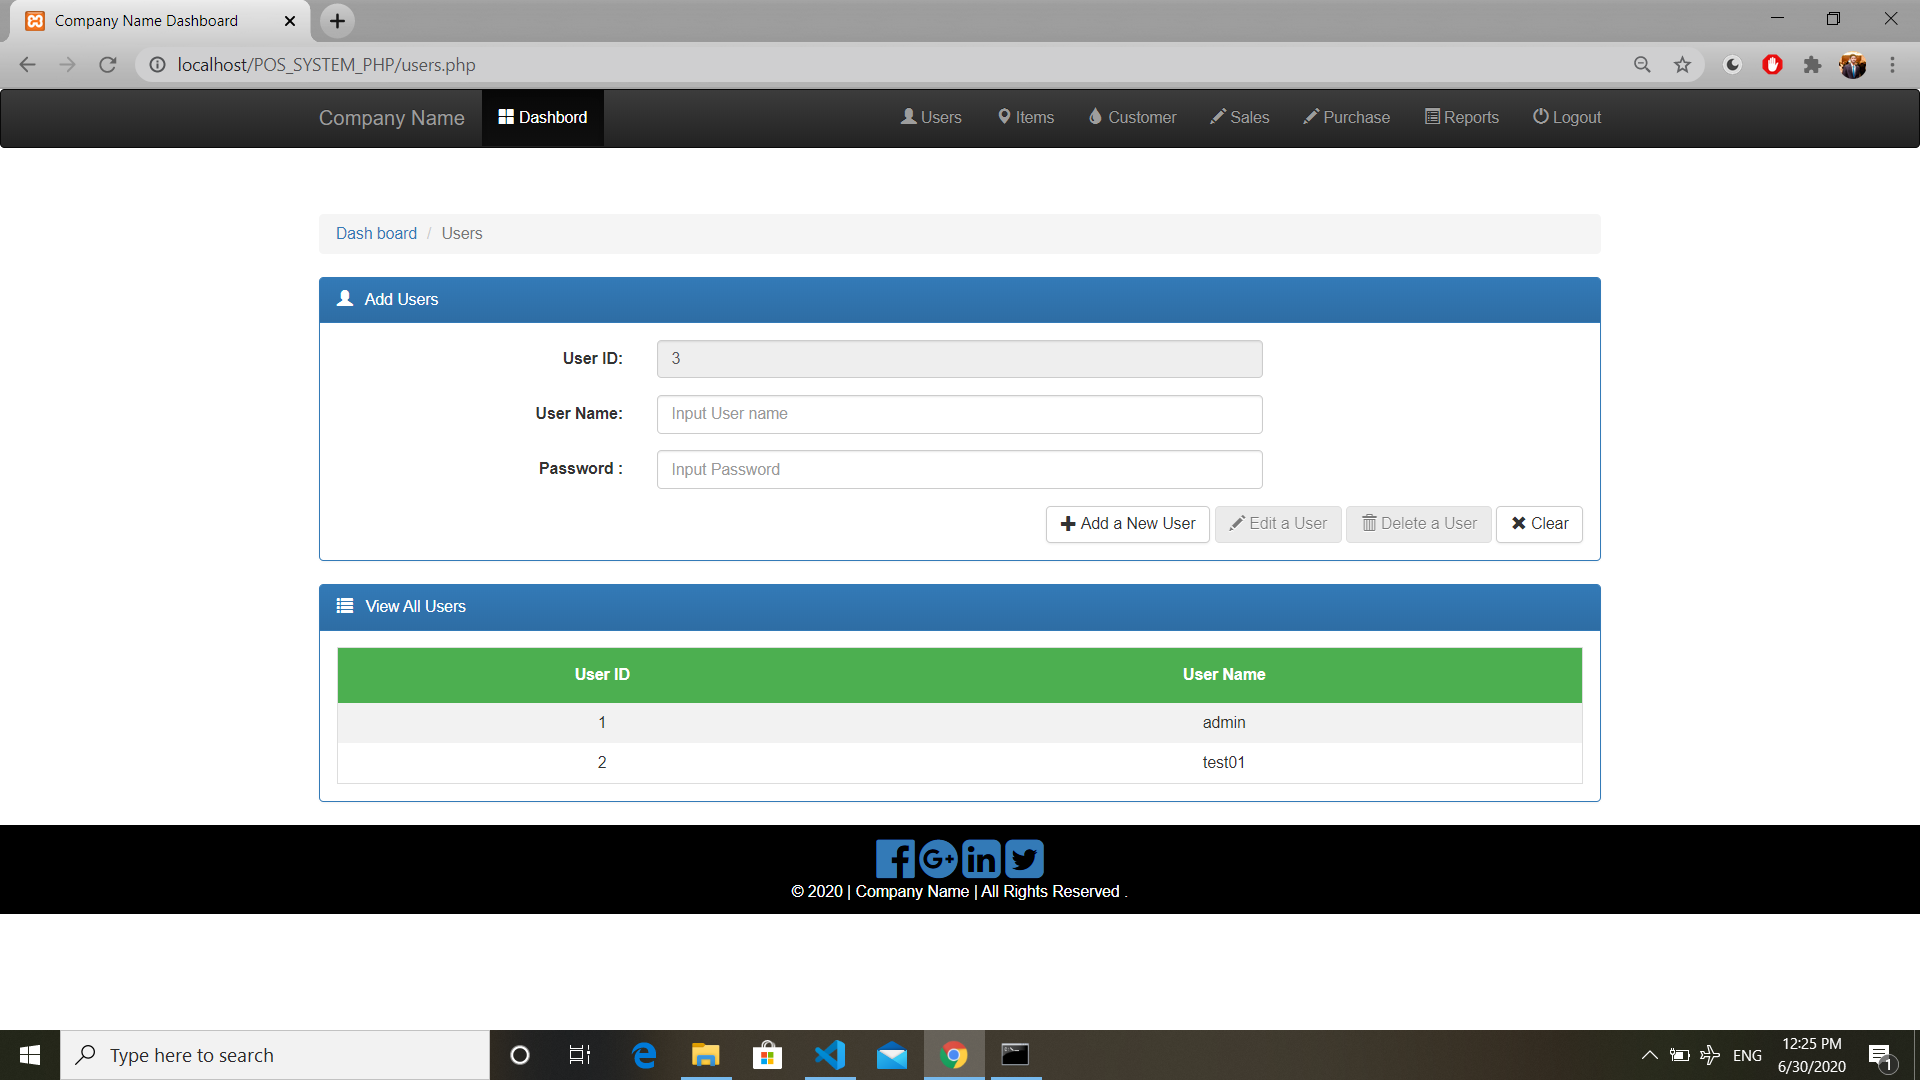 Company Name Dashboard
localhost/POS_SYSTEM_PHP/users.php
Company Name Dashbord Users Items Customer Sales Purchase Reports Logout
Dash board / Users
Add Users
User ID: 3
User Name: Input User name
Password : Input Password
Add a New User Edit a User Delete a User Clear
View All Users
User ID User Name
1 admin
2 test01
© 2020 | Company Name | All Rights Reserved .
Type here to search
ENG
12:25 PM
6/30/2020
1